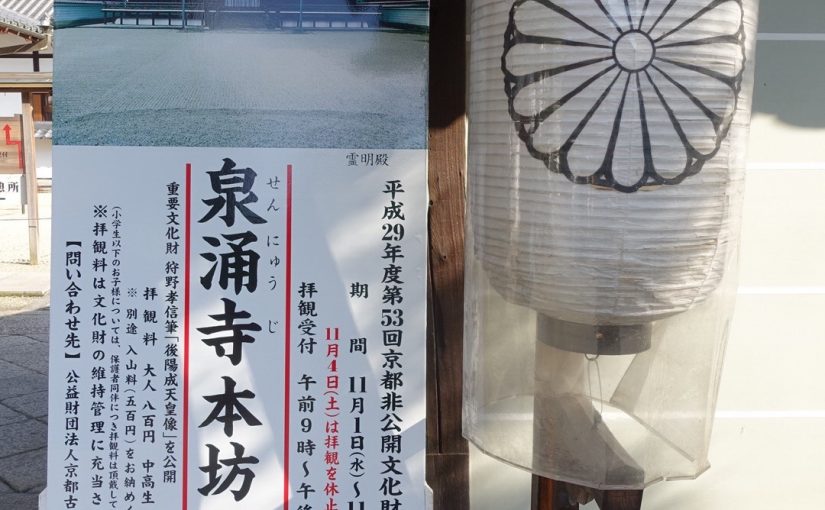 霊明殿
平成29年度第53回京都非公開文化財
期間 11月1日(水)~11
11月4日(土)は拝観を休止
拝観受付 午前9時~午後
泉涌寺本坊
せんにゅうじ
重要文化財 狩野孝信筆「後陽成天皇像」を公開
拝観料 大人 八百円 中高生
※別途 入山料(五百円)をお納めく
(小学生以下のお子様については、保護者同伴につき拝観料は頂戴して
※拝観料は文化財の維持管理に充当さ
【問い合わせ先】公益財団法人京都古
憩所